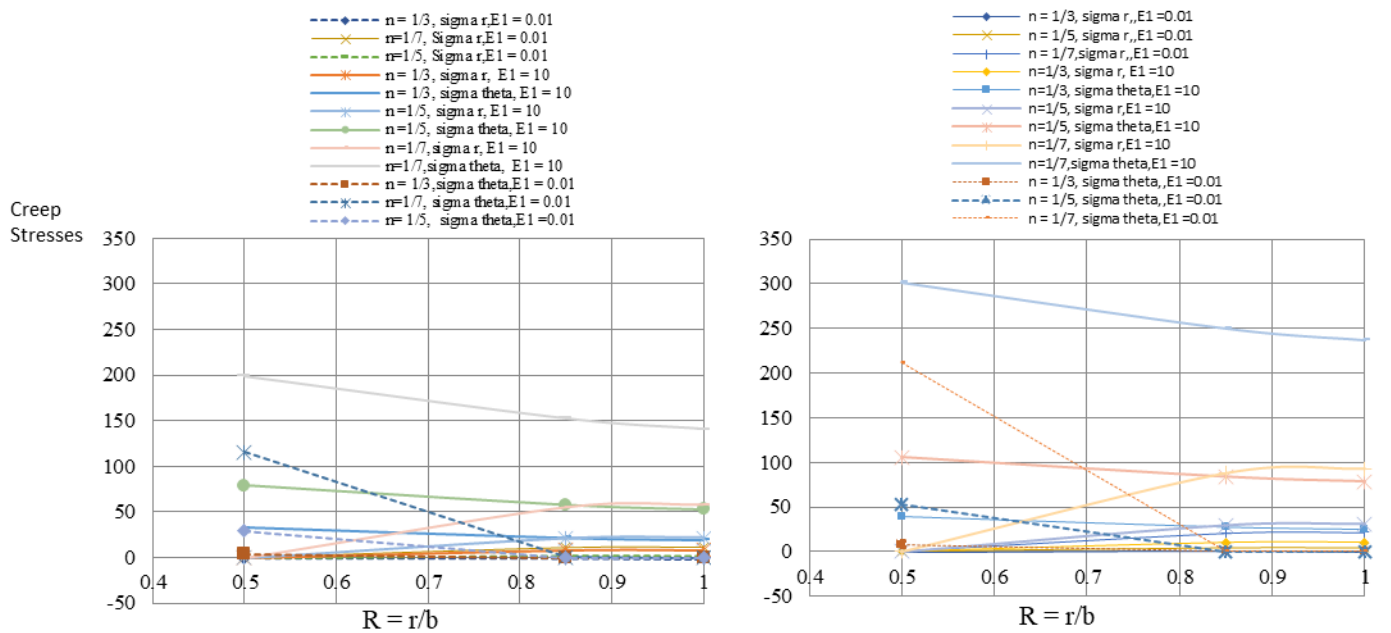 n = 1/3, sigma r,E1 = 0.01
n=1/7, Sigma r,E1 = 0.01
n=1/5, Sigma r,E1 = 0.01
n = 1/3, sigma r, E1 = 10
n = 1/3, sigma theta, E1 = 10
n=1/5, sigma r, E1 = 10
n=1/5, sigma theta, E1 = 10
n=1/7, sigma r, E1 = 10
n=1/7,sigma theta, E1 = 10
n = 1/3,sigma theta,E1 = 0.01
n=1/7, sigma theta,E1 = 0.01
n= 1/5, sigma theta,E1 =0.01
Creep
Stresses
350
300
250
200
150
100
50
0
-50
0.4 0.5 0.6 0.7 0.8 0.9 1
R = r/b
n = 1/3, sigma r,,E1 =0.01
n = 1/5, sigma r,,E1 =0.01
n = 1/7,sigma r,,E1 =0.01
n=1/3, sigma r, E1 =10
n=1/3, sigma theta,E1 =10
n=1/5, sigma r,E1 =10
n=1/5, sigma theta,E1 =10
n=1/7, sigma r,E1 =10
n=1/7,sigma theta,E1 =10
n = 1/3, sigma theta,,E1 =0.01
n = 1/5, sigma theta,,E1 =0.01
n = 1/7, sigma theta,E1 =0.01
350
300
250
200
150
100
50
0
-50
0.4 0.5 0.6 0.7 0.8 0.9 1
R = r/b